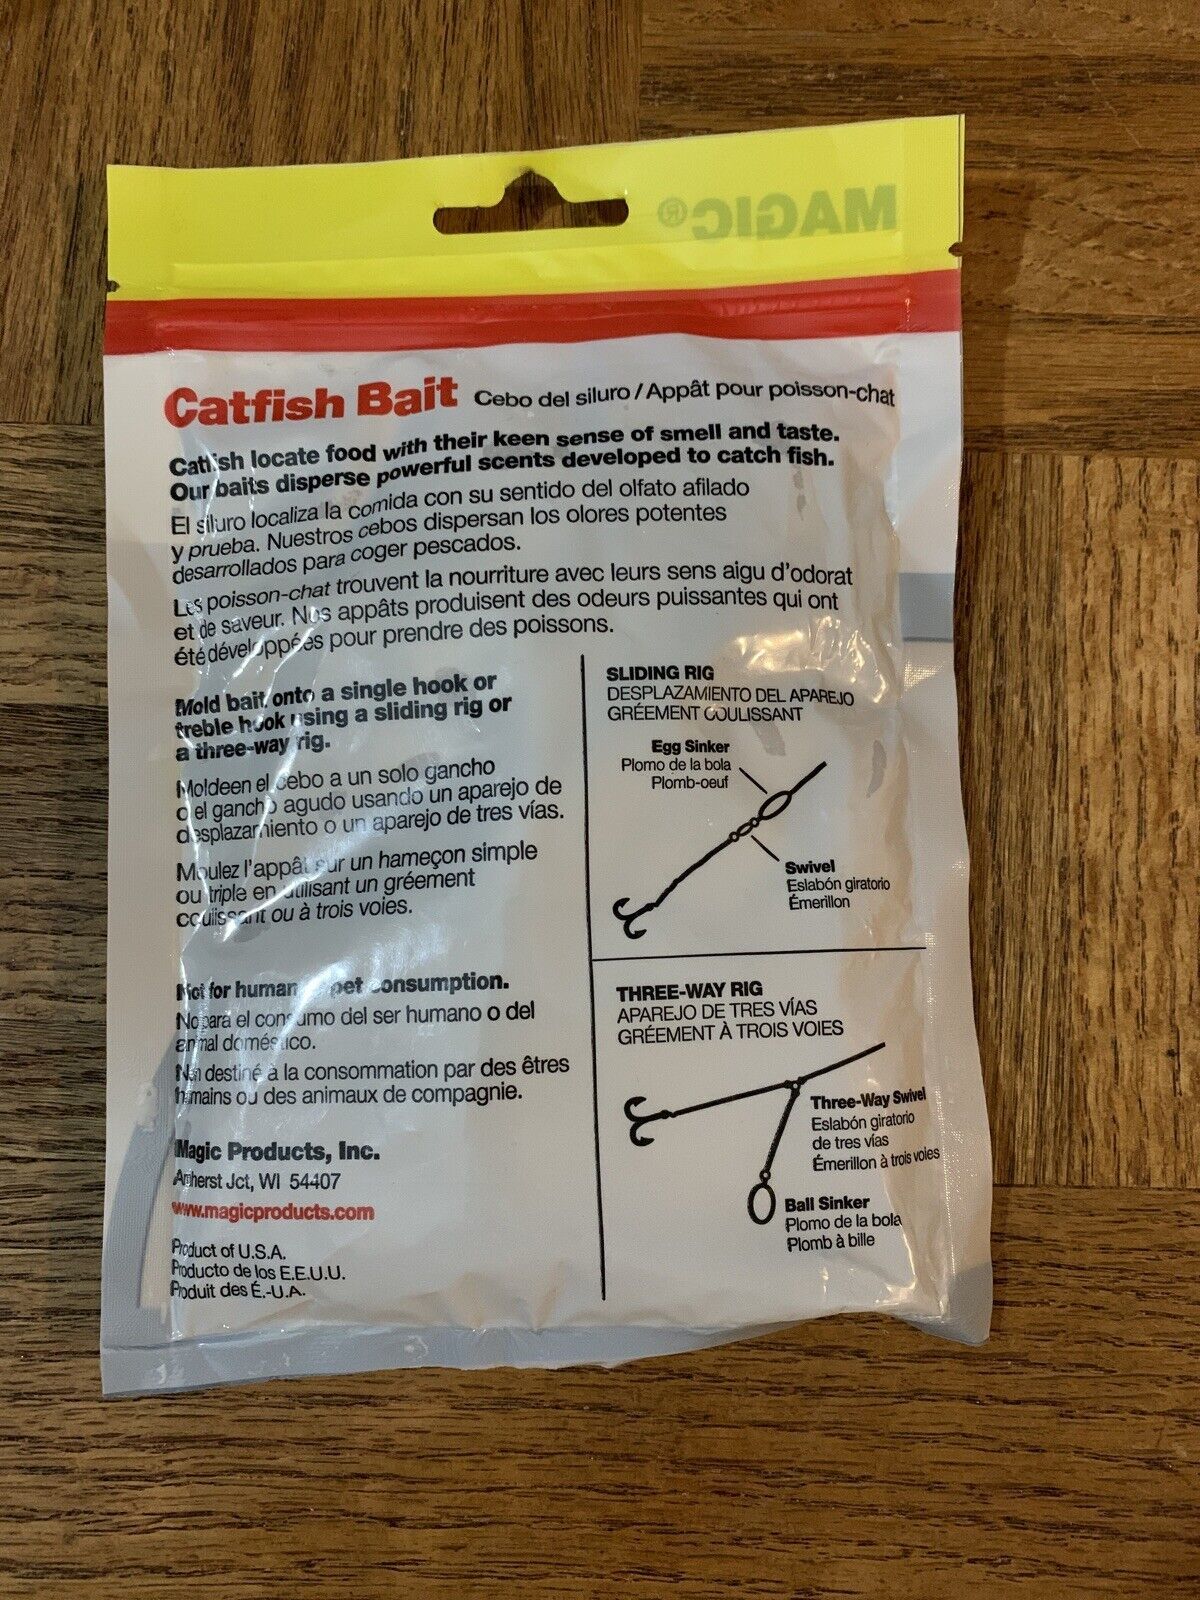 MAGIC®
Catfish Bait Cebo del siluro / Appât pour poisson-chat
Catfish locate food with their keen sense of smell and taste.
Our baits disperse powerful scents developed to catch fish.
El siluro localiza la comida con su sentido del olfato afilado
y prueba. Nuestros cebos dispersan los olores potentes
desarrollados para coger pescados.
Les poisson-chat trouvent la nourriture avec leurs sens aigu d'odorat
et de saveur. Nos appâts produisent des odeurs puissantes qui ont
été développées pour prendre des poissons.
Mold bait onto a single hook or
treble hook using a sliding rig or
a three-way rig.
Moldeen el cebo a un solo gancho
o el gancho agudo usando un aparejo de
desplazamiento o un aparejo de tres vías.
Moulez l'appât sur un hameçon simple
ou triple en utilisant un gréement
coulissant ou à trois voies.
Not for human pet consumption.
No para el consumo del ser humano o del
animal doméstico.
Non destiné à la consommation par des êtres
humains ou des animaux de compagnie.
Magic Products, Inc.
Amherst Jct, WI 54407
www.magicproducts.com
Product of U.S.A.
Producto de los E.E.U.U.
Produit des É.-U.A.
SLIDING RIG
DESPLAZAMIENTO DEL APAREJO
GRÉEMENT COULISSANT
Egg Sinker
Plomo de la bola
Plomb-oeuf
Swivel
Eslabón giratorio
Émerillon
THREE-WAY RIG
APAREJO DE TRES VÍAS
GRÉEMENT À TROIS VOIES
Three-Way Swivel
Eslabón giratorio
de tres vías
Émerillon à trois voies
Ball Sinker
Plomo de la bola
Plomb à bille